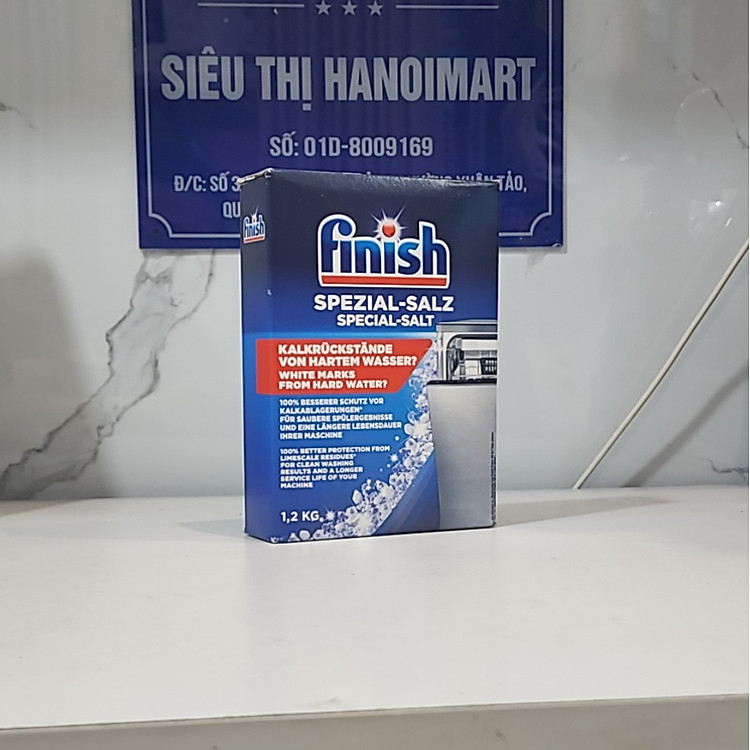 SIÊU THỊ HANOIMART
SỐ: 01D-8009169
Đ/C: SỐ 3 XUÂN TẢO,
QU
finish
finish
SPEZIAL-SALZ
SPECIAL-SALT
KALKRÜCKSTÄNDE
VON HARTEM WASSER?
WHITE MARKS
FROM HARD WATER?
100% BESSERER SCHUTZ VOR
KALKABLAGERUNGEN*
FÜR SAUBERE SPÜLERGEBNISSE
UND EINE LÄNGERE LEBENSDAUER
IHRER MASCHINE
100% BETTER PROTECTION FROM
LIMESCALE RESIDUES*
FOR CLEAN WASHING
RESULTS AND A LONGER
SERVICE LIFE OF YOUR
MACHINE
1,2 KG